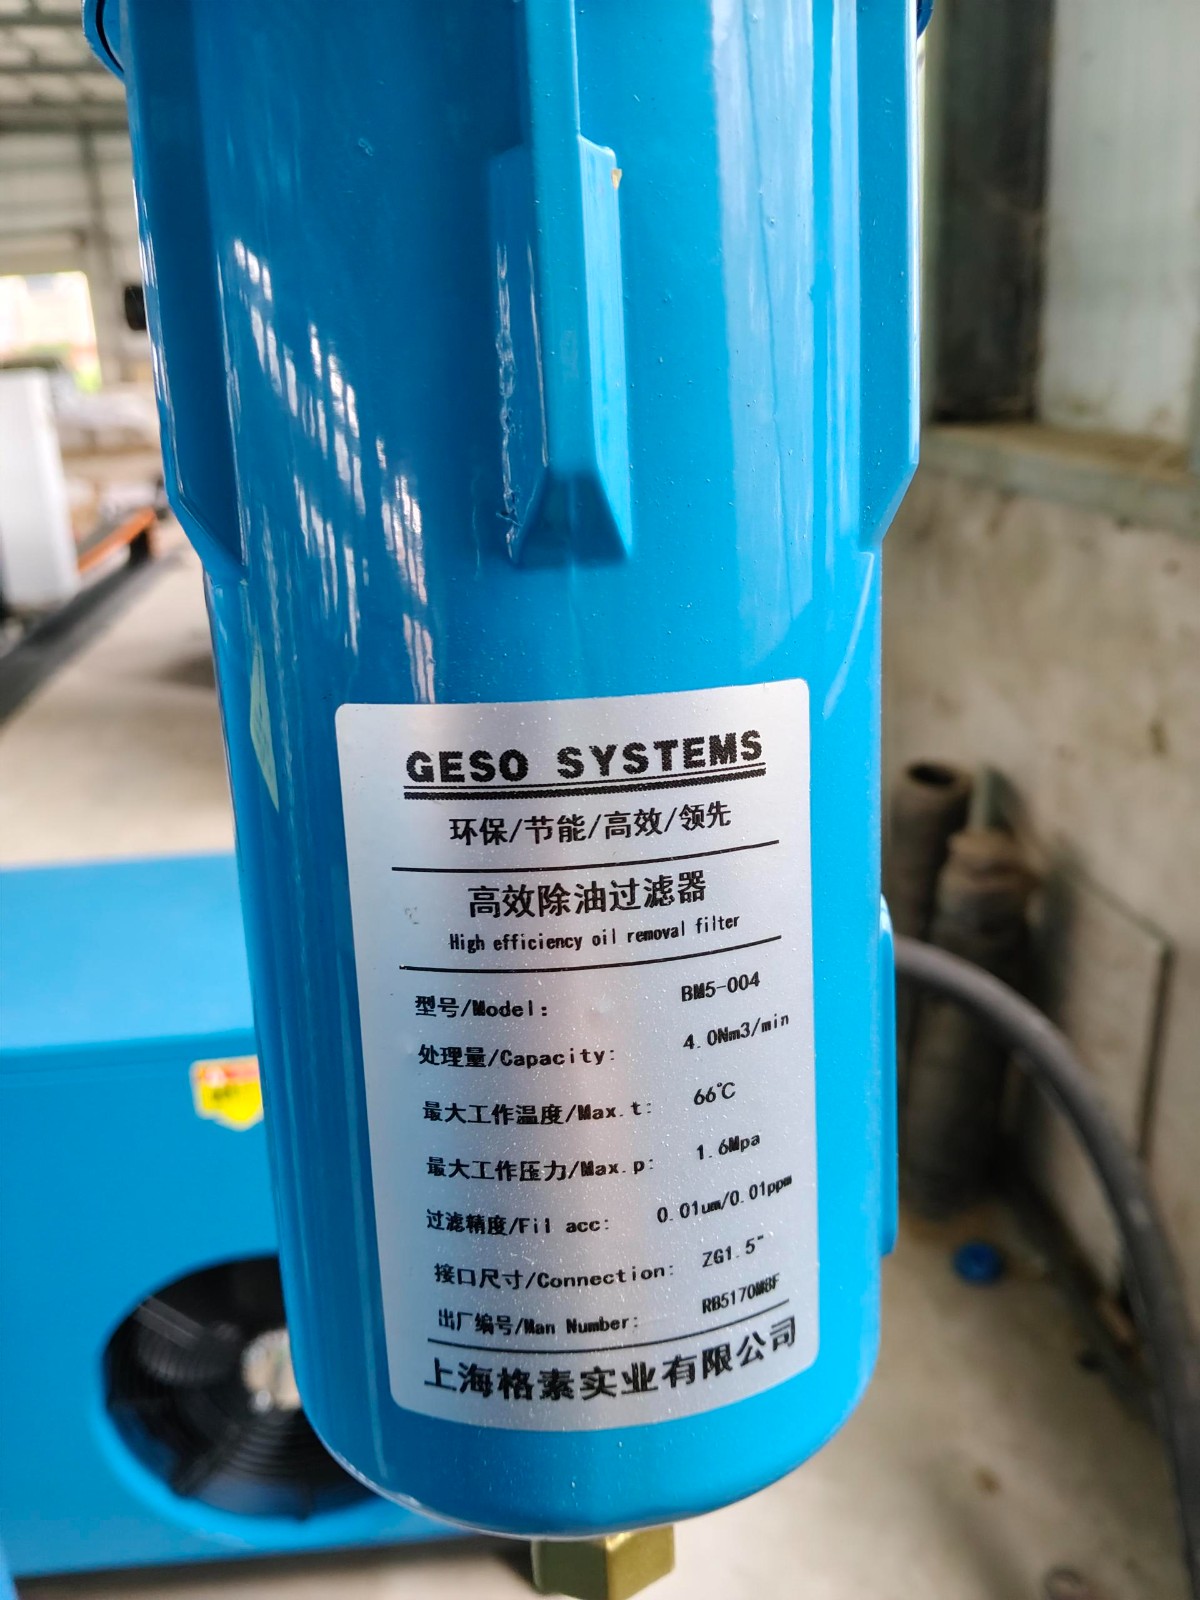 GESO SYSTEMS
环保/节能/高效/领先
高效除油过滤器
High efficiency oil removal filter
型号/Model: BM5-004
处理量/Capacity: 4.0Nm3/min
最大工作温度/Max.t: 66℃
最大工作压力/Max.p: 1.6Mpa
过滤精度/Fil acc: 0.01um/0.01ppm
接口尺寸/Connection: ZG1.5"
出厂编号/Man Number: RB5170M8F
上海格素实业有限公司